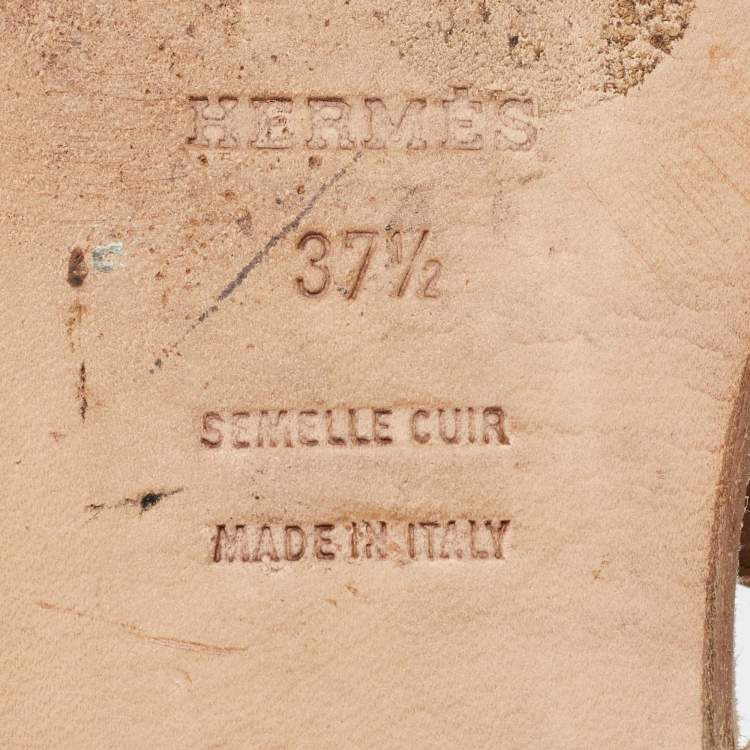 HERMÈS
37½
SEMELLE CUIR
MADE IN ITALY